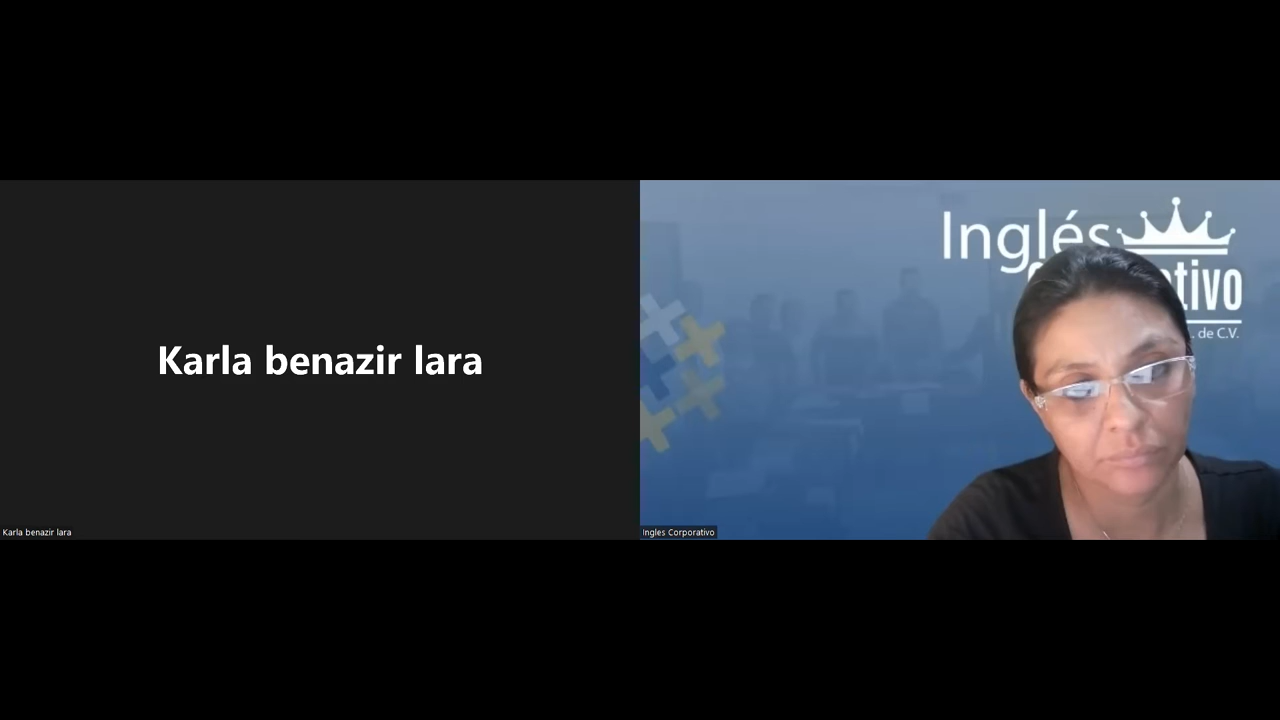 Karla benazir lara
Karla benazir lara
Inglés
tivo
. de C.V.
Ingles Corporativo